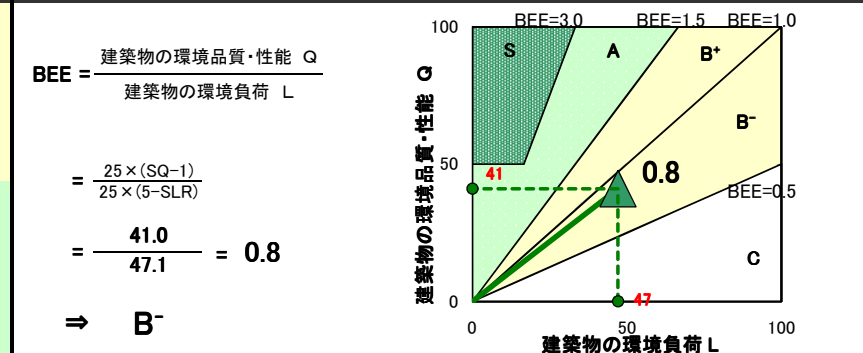 建築物の環境品質・性能 Q
BEE =
建築物の環境負荷 L
= 25×(SQ-1)
25×(5-SLR)
= 41.0
47.1
= 0.8
⇒ B⁻
BEE=3.0 BEE=1.5 BEE=1.0
100
S A B⁺
B⁻
50
41
0.8
BEE=0.5
C
0
47
0 50 100
建築物の環境負荷 L
建築物の環境品質・性能 Q